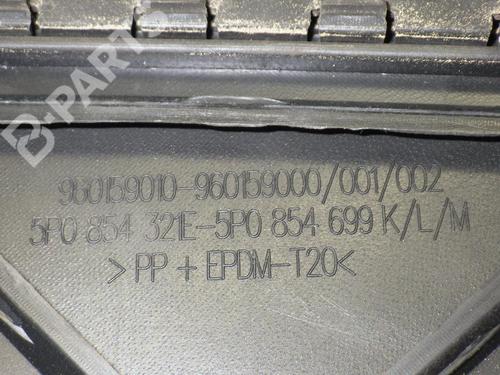 B-PARTS
960159010-960159000/001/002
5P0 854 321E-5P0 854 699 K/L/M
>PP + EPDM-T20<